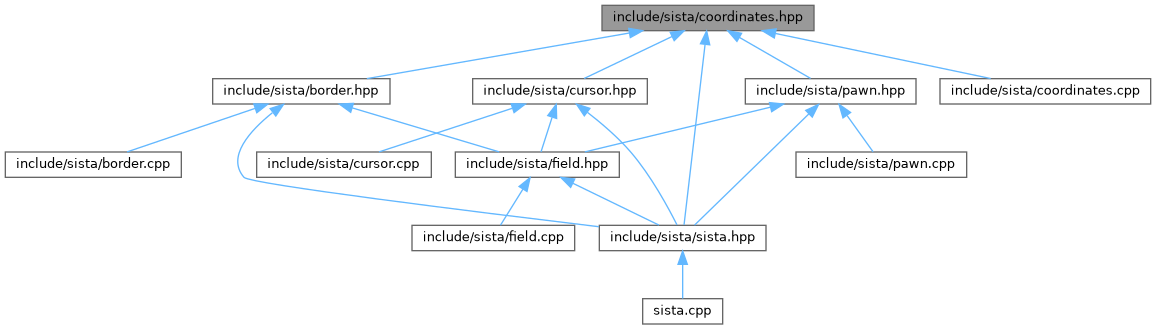 include/sista/coordinates.hpp
include/sista/border.hpp
include/sista/cursor.hpp
include/sista/pawn.hpp
include/sista/coordinates.cpp
include/sista/border.cpp
include/sista/cursor.cpp
include/sista/field.hpp
include/sista/pawn.cpp
include/sista/field.cpp
include/sista/sista.hpp
sista.cpp